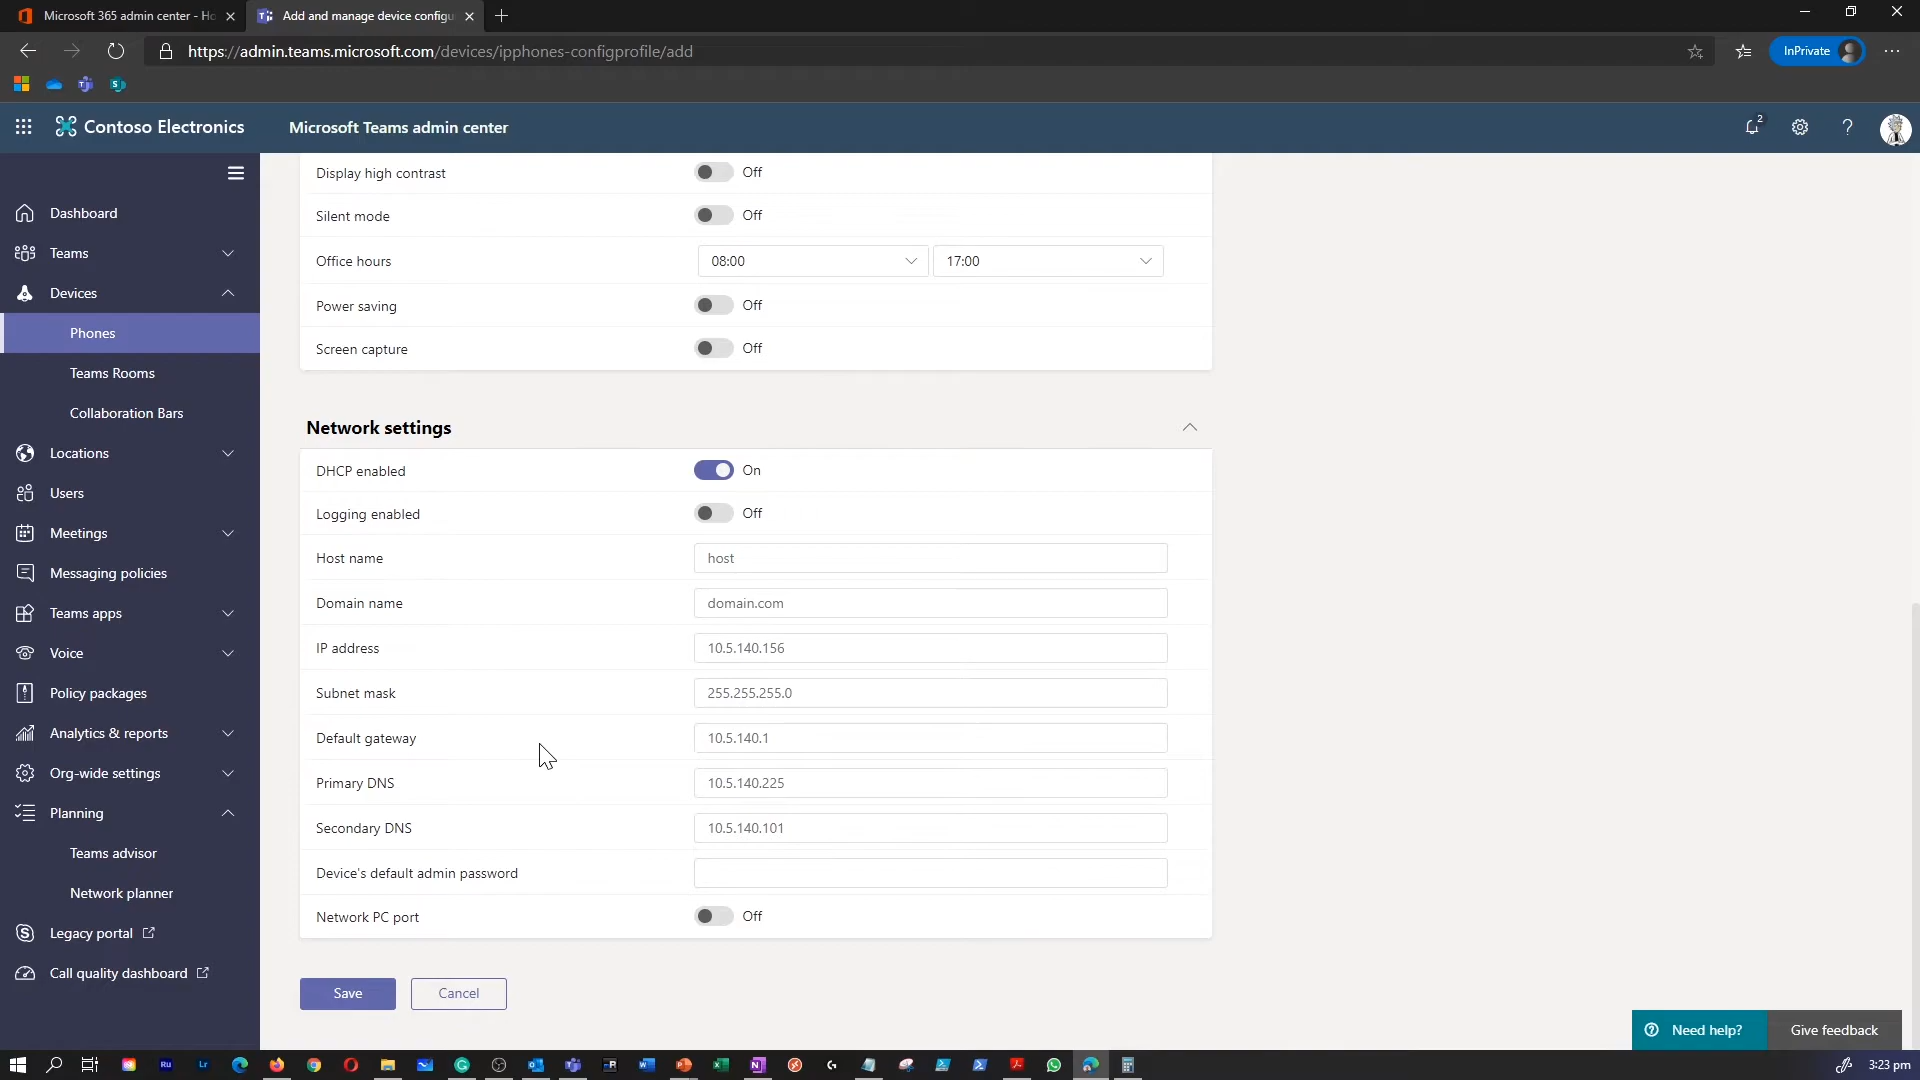 Microsoft 365 admin center - Ho
Add and manage device configu
https://admin.teams.microsoft.com/devices/ipphones-configprofile/add
InPrivate
Contoso Electronics
Microsoft Teams admin center
2
?
Dashboard
Teams
Devices
Phones
Teams Rooms
Collaboration Bars
Locations
Users
Meetings
Messaging policies
Teams apps
Voice
Policy packages
Analytics & reports
Org-wide settings
Planning
Teams advisor
Network planner
Legacy portal
Call quality dashboard
Display high contrast Off
Silent mode Off
Office hours 08:00 17:00
Power saving Off
Screen capture Off
Network settings
DHCP enabled On
Logging enabled Off
Host name host
Domain name domain.com
IP address 10.5.140.156
Subnet mask 255.255.255.0
Default gateway 10.5.140.1
Primary DNS 10.5.140.225
Secondary DNS 10.5.140.101
Device's default admin password
Network PC port Off
Save Cancel
Need help? Give feedback
Ru
Lr
3:23 pm